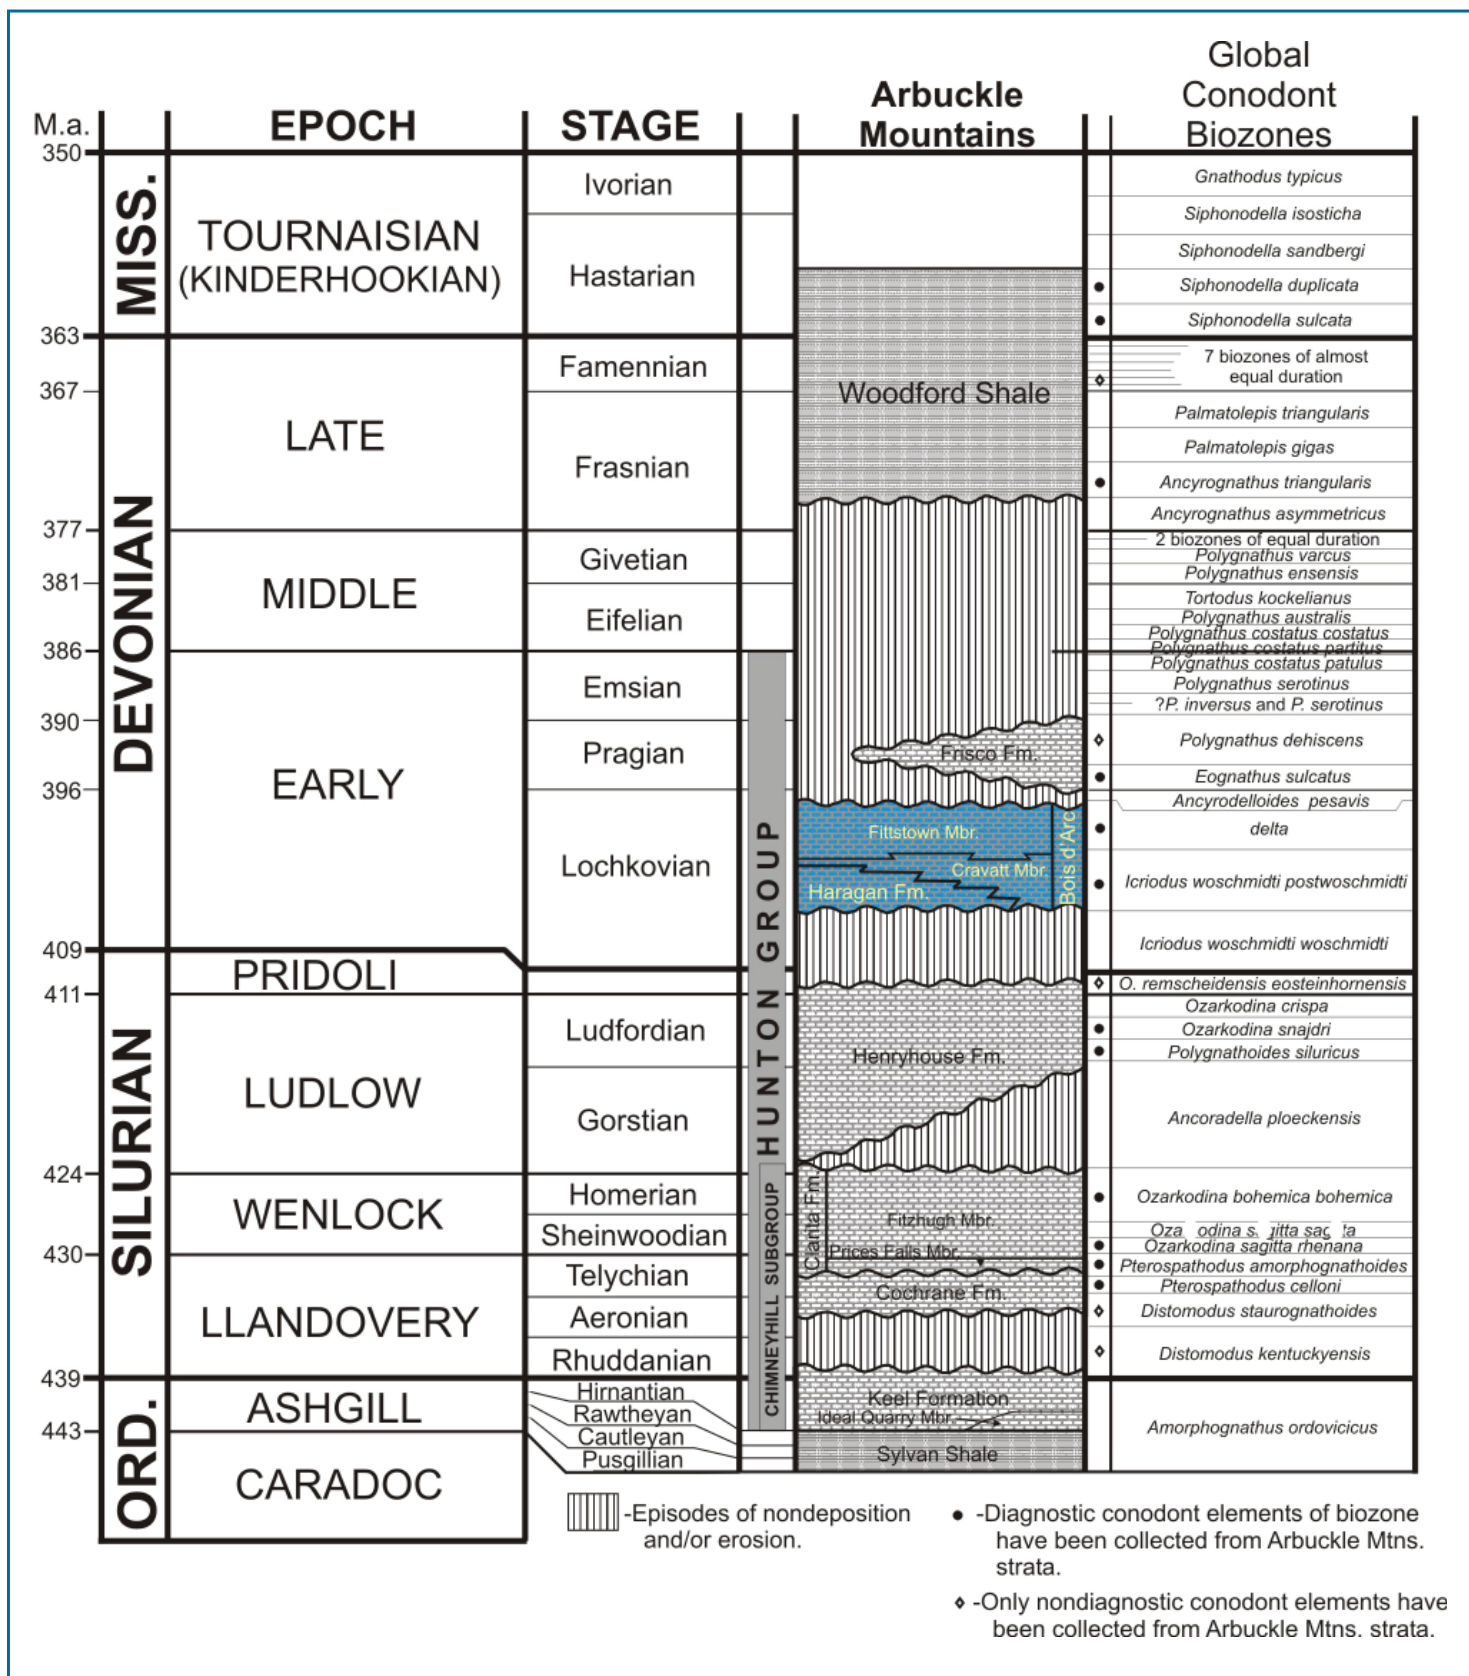 M.a.
EPOCH
STAGE
Arbuckle
Mountains
Global
Conodont
Biozones
350
363
367
377
381
386
390
396
409
411
424
430
439
443
MISS.
DEVONIAN
SILURIAN
ORD.
TOURNAISIAN
(KINDERHOOKIAN)
LATE
MIDDLE
EARLY
PRIDOLI
LUDLOW
WENLOCK
LLANDOVERY
ASHGILL
CARADOC
Ivorian
Hastarian
Famennian
Frasnian
Givetian
Eifelian
Emsian
Pragian
Lochkovian
Ludfordian
Gorstian
Homerian
Sheinwoodian
Telychian
Aeronian
Rhuddanian
Hirnantian
Rawtheyan
Cautleyan
Pusgillian
HUNTON GROUP
CHIMNEYHILL SUBGROUP
Woodford Shale
Frisco Fm.
Fittstown Mbr.
Cravatt Mbr
Haragan Fm.
Bois d'Arc
Henryhouse Fm.
Clarita Fm.
Fitzhugh Mbr.
Prices Falls Mbr.
Cochrane Fm.
Keel Formation
Ideal Quarry Mbr.
Sylvan Shale
Gnathodus typicus
Siphonodella isosticha
Siphonodella sandbergi
Siphonodella duplicata
Siphonodella sulcata
7 biozones of almost
equal duration
Palmatolepis triangularis
Palmatolepis gigas
Ancyrognathus triangularis
Ancyrognathus asymmetricus
2 biozones of equal duration
Polygnathus varcus
Polygnathus ensensis
Tortodus kockelianus
Polygnathus australis
Polygnathus costatus costatus
Polygnathus costatus partitus
Polygnathus costatus patulus
Polygnathus serotinus
?P. inversus and P. serotinus
Polygnathus dehiscens
Eognathus sulcatus
Ancyrodelloides pesavis
delta
Icriodus woschmidti postwoschmidti
Icriodus woschmidti woschmidti
O. remscheidensis eosteinhornensis
Ozarkodina crispa
Ozarkodina snajdri
Polygnathoides siluricus
Ancoradella ploeckensis
Ozarkodina bohemica bohemica
Ozarkodina sagitta sagitta
Ozarkodina sagitta rhenana
Pterospathodus amorphognathoides
Pterospathodus celloni
Distomodus staurognathoides
Distomodus kentuckyensis
Amorphognathus ordovicicus
-Episodes of nondeposition
and/or erosion.
-Diagnostic conodont elements of biozone
have been collected from Arbuckle Mtns.
strata.
-Only nondiagnostic conodont elements have
been collected from Arbuckle Mtns. strata.